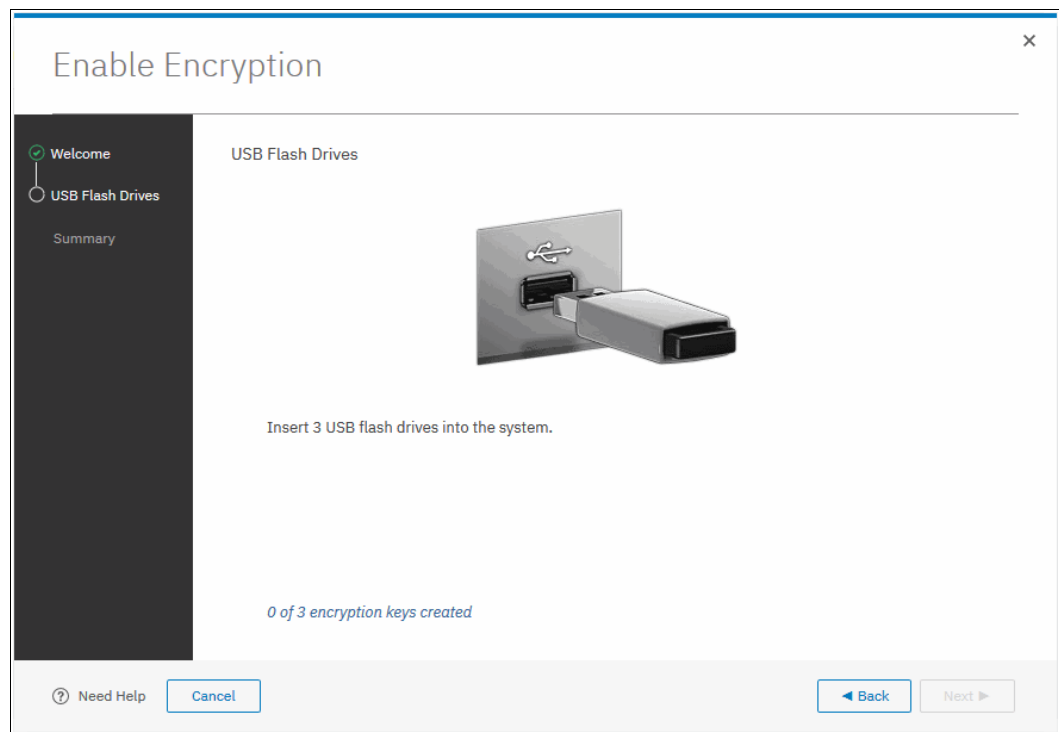 Enable Encryption
Welcome
USB Flash Drives
Summary
USB Flash Drives
Insert 3 USB flash drives into the system.
0 of 3 encryption keys created
Need Help
Cancel
Back
Next